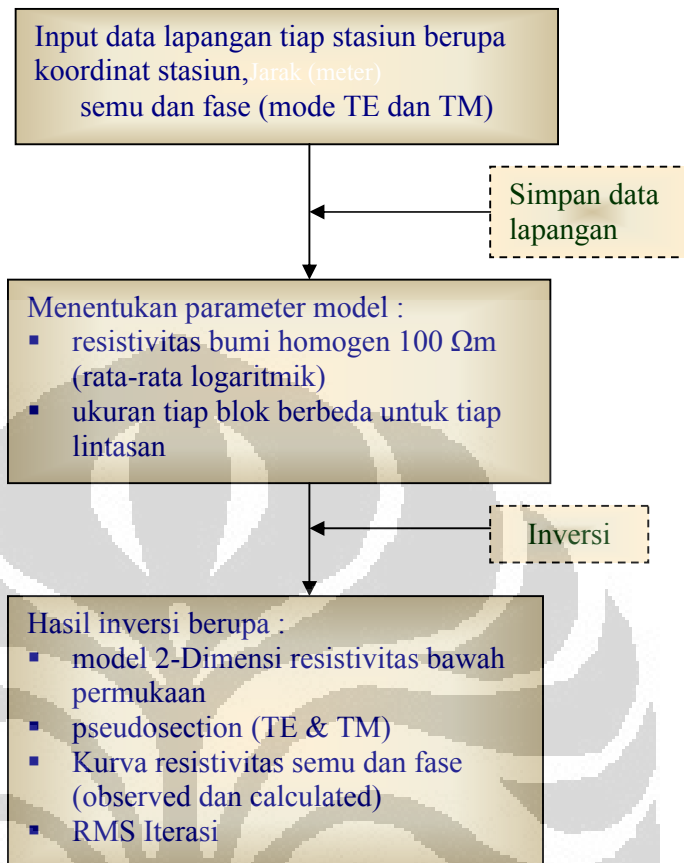 Input data lapangan tiap stasiun berupa
koordinat stasiun,Jarak (meter)
semu dan fase (mode TE dan TM)
Simpan data
lapangan
Menentukan parameter model :
▪ resistivitas bumi homogen 100 Ωm
(rata-rata logaritmik)
▪ ukuran tiap blok berbeda untuk tiap
lintasan
Inversi
Hasil inversi berupa :
▪ model 2-Dimensi resistivitas bawah
permukaan
▪ pseudosection (TE & TM)
▪ Kurva resistivitas semu dan fase
(observed dan calculated)
▪ RMS Iterasi